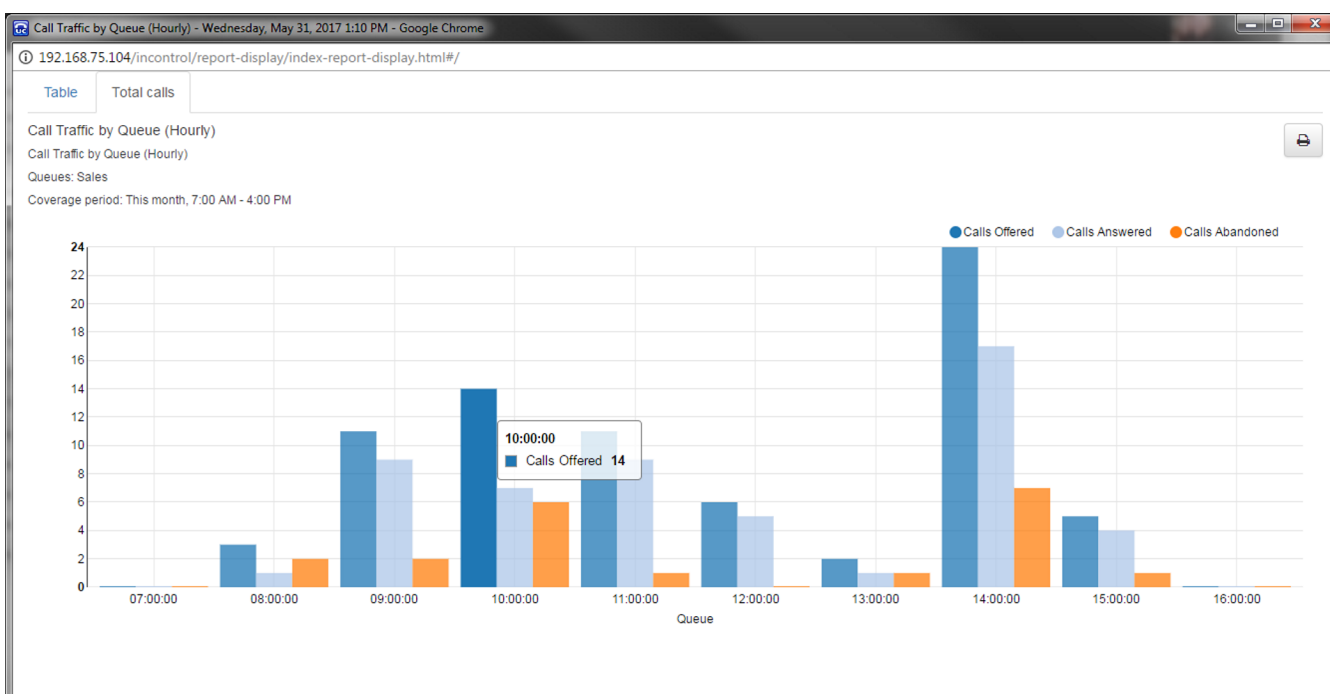 Call Traffic by Queue (Hourly) - Wednesday, May 31, 2017 1:10 PM - Google Chrome
192.168.75.104/incontrol/report-display/index-report-display.html#/
Table Total calls
Call Traffic by Queue (Hourly)
Call Traffic by Queue (Hourly)
Queues: Sales
Coverage period: This month, 7:00 AM - 4:00 PM
Calls Offered Calls Answered Calls Abandoned
24
22
20
18
16
14
12
10
8
6
4
2
0
10:00:00
Calls Offered 14
07:00:00 08:00:00 09:00:00 10:00:00 11:00:00 12:00:00 13:00:00 14:00:00 15:00:00 16:00:00
Queue